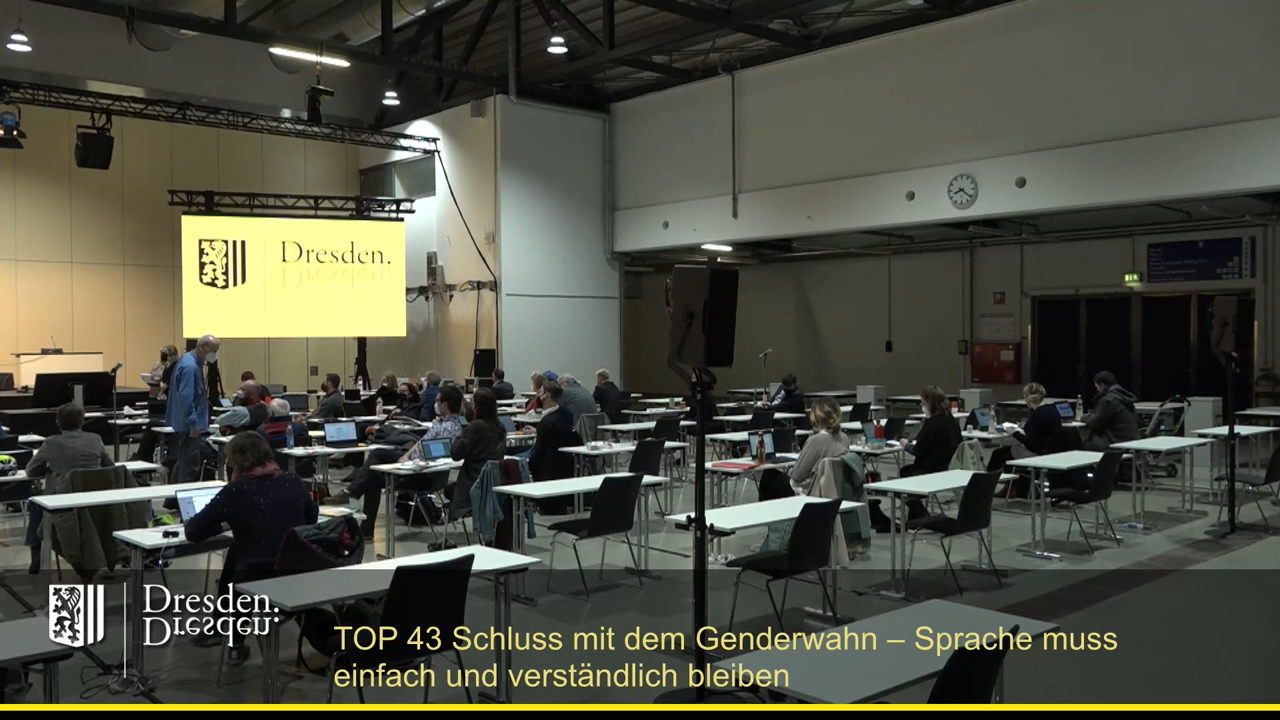 Dresden.
Dresden.
TOP 43 Schluss mit dem Genderwahn – Sprache muss
einfach und verständlich bleiben